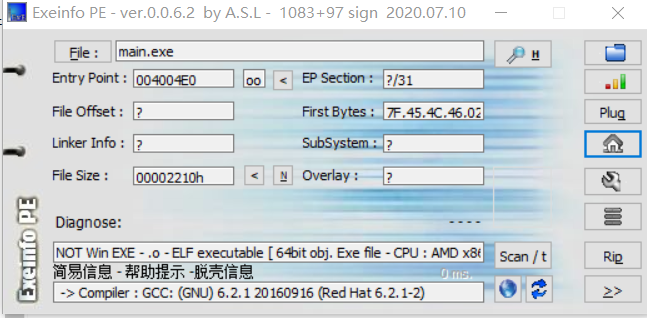 Exeinfo PE - ver.0.0.6.2 by A.S.L - 1083+97 sign 2020.07.10
File : main.exe H
Entry Point : 004004E0 oo < EP Section : ?/31
File Offset : ? First Bytes : 7F.45.4C.46.02 Plug
Linker Info : ? SubSystem : ?
File Size : 00002210h < N Overlay : ?
Diagnose: - - - -
NOT Win EXE - .o - ELF executable [ 64bit obj. Exe file - CPU : AMD x86 Scan / t Rip
简易信息 - 帮助提示 -脱壳信息 0 ms.
-> Compiler : GCC: (GNU) 6.2.1 20160916 (Red Hat 6.2.1-2) >>
Exeinfo PE